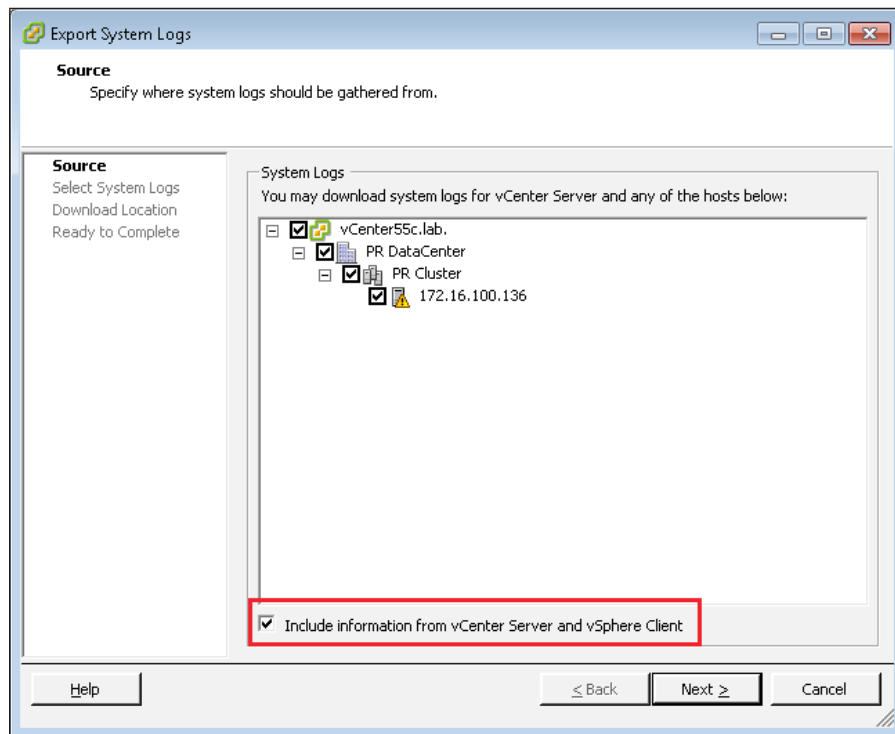 Export System Logs
Source
Specify where system logs should be gathered from.
Source
Select System Logs
Download Location
Ready to Complete
System Logs
You may download system logs for vCenter Server and any of the hosts below:
vCenter55c.lab.
PR DataCenter
PR Cluster
172.16.100.136
Include information from vCenter Server and vSphere Client
Help
< Back
Next >
Cancel